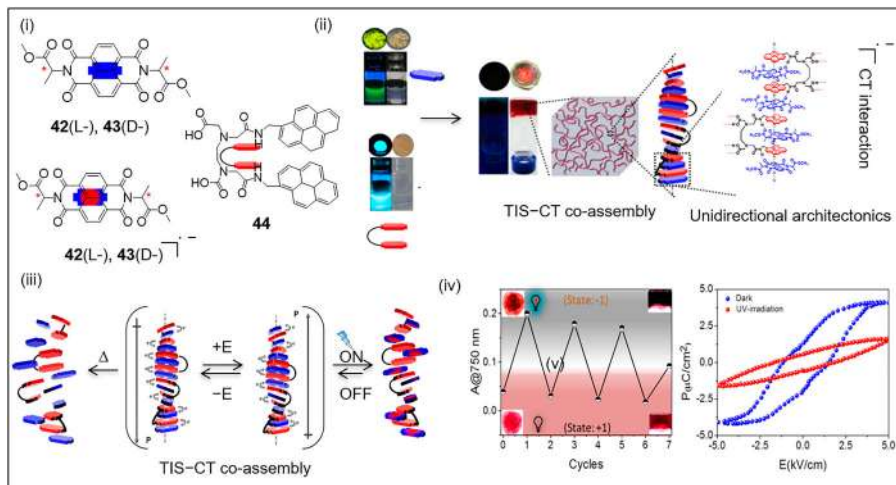 (i)
O
O
O
O
N
N
*
*
O
O
O
O
42(L-), 43(D-)
HO
O
O
N
N
H
N
N
H
O
O
HO
44
O
O
O
O
N
N
*
*
O
O
O
O
42(L-), 43(D-)
(ii)
TIS−CT co-assembly
CT interaction
Unidirectional architectonics
(iii)
Δ
P
+E
−E
P
ON
OFF
TIS−CT co-assembly
(iv)
A@750 nm
0.2
0.1
0.0
(State: -1)
(v)
(State: +1)
0 1 2 3 4 5 6 7
Cycles
P(μC/cm²)
5.0
2.5
0.0
-2.5
-5.0
Dark
UV-irradiation
-5.0 -2.5 0.0 2.5 5.0
E(kV/cm)